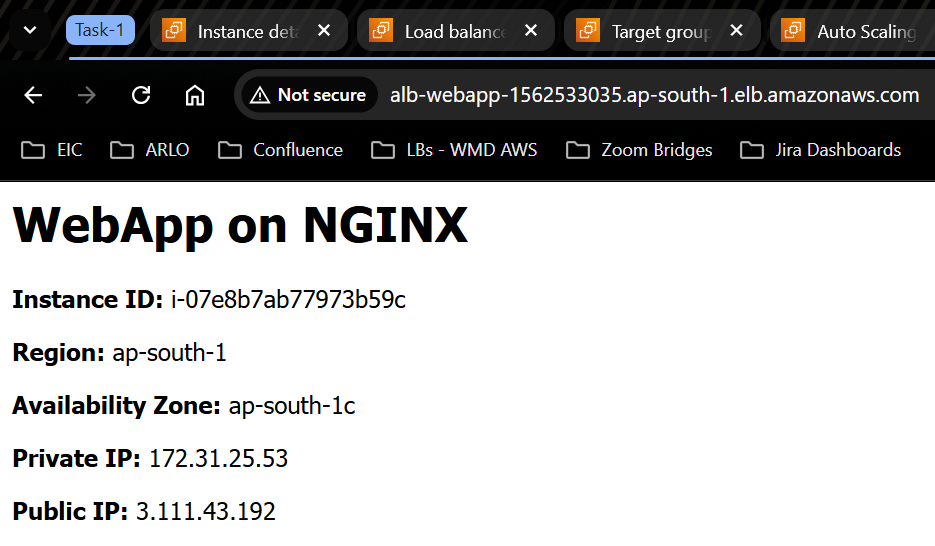 Task-1
Instance deta
Load balance
Target group
Auto Scaling
Not secure
alb-webapp-1562533035.ap-south-1.elb.amazonaws.com
EIC
ARLO
Confluence
LBs - WMD AWS
Zoom Bridges
Jira Dashboards
WebApp on NGINX
Instance ID: i-07e8b7ab77973b59c
Region: ap-south-1
Availability Zone: ap-south-1c
Private IP: 172.31.25.53
Public IP: 3.111.43.192